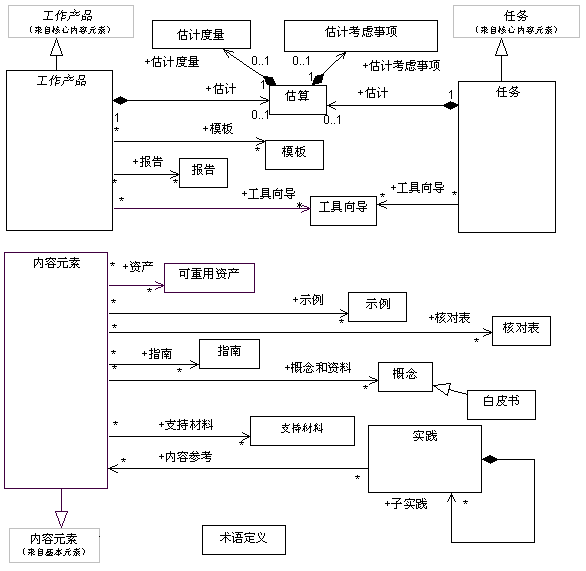 工作产品
（来自核心内容元素）
估计度量
估计考虑事项
任务
（来自核心内容元素）
+估计度量
0..1
0..1
+估计考虑事项
工作产品
1
1
+估计
估算
+估计
1
任务
1
0..1
0..1
*
+模板
*
模板
+报告
*
*
报告
*
+工具向导
*
工具向导
*
+工具向导
*
内容元素
*
+资产
*
可重用资产
*
+示例
*
示例
*
+核对表
*
核对表
*
+指南
*
指南
*
+概念和资料
*
概念
白皮书
*
+支持材料
*
支持材料
实践
*
+内容参考
*
+子实践
*
内容元素
（来自基本元素）
术语定义